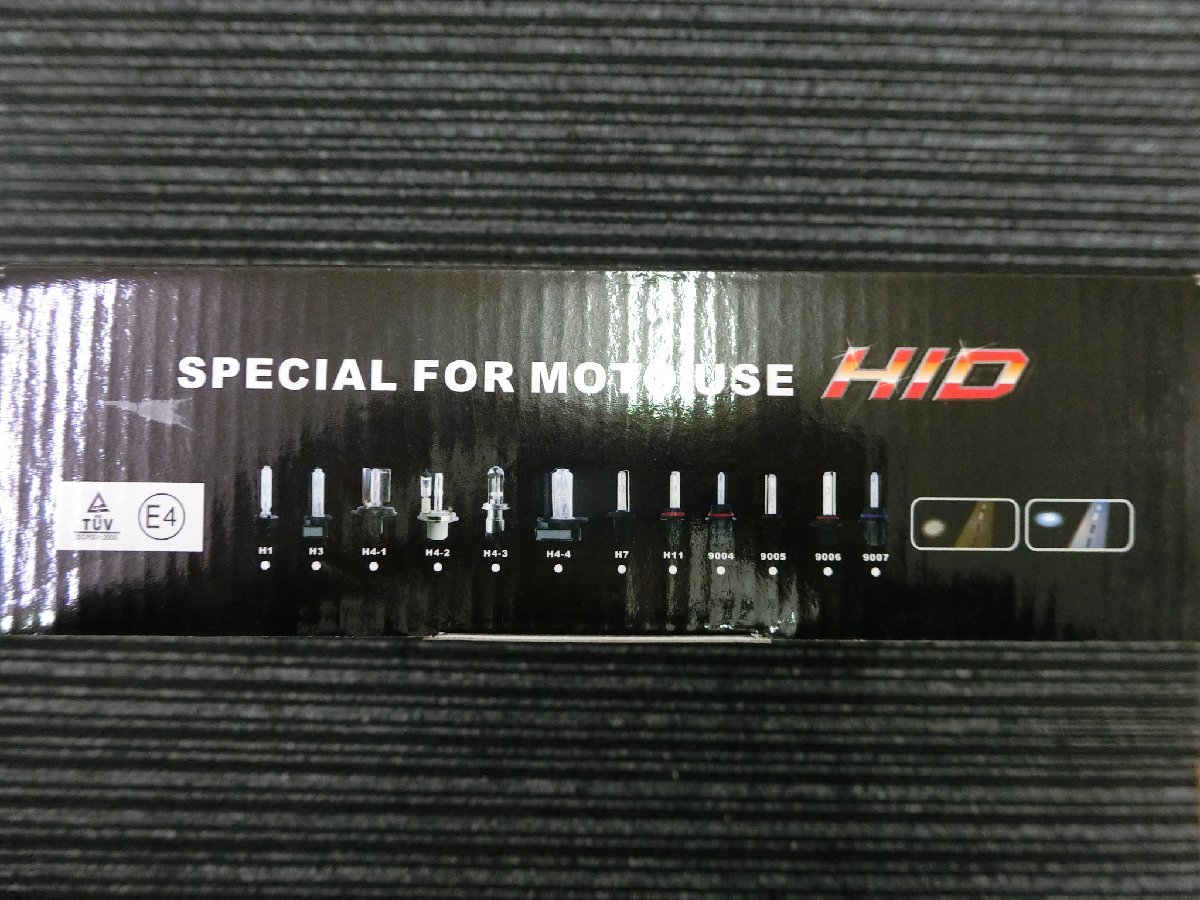 SPECIAL FOR MOTO USE HID
TÜV
E4
H1 H3 H4-1 H4-2 H4-3 H4-4 H7 H11 9004 9005 9006 9007